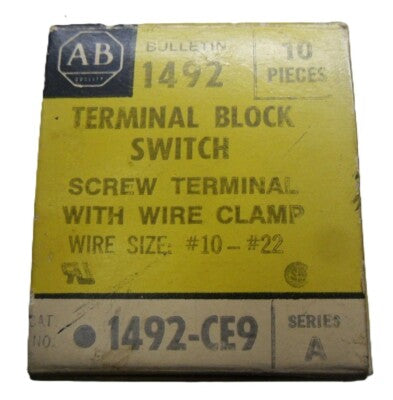 AB
BULLETIN
1492
10
PIECES
TERMINAL BLOCK
SWITCH
SCREW TERMINAL
WITH WIRE CLAMP
WIRE SIZE: #10-#22
CAT
NO.
1492-CE9
SERIES
A